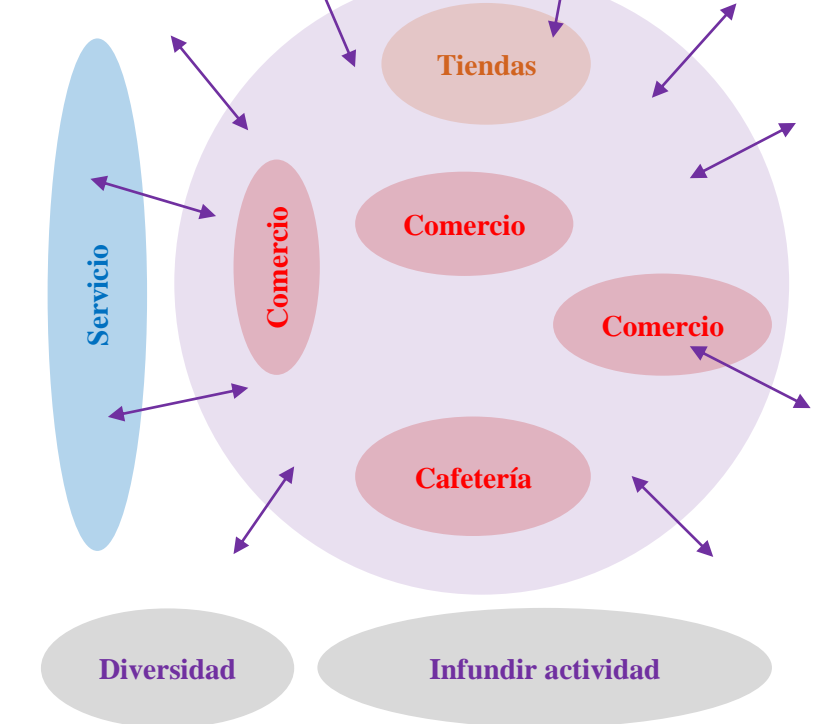 Tiendas
Comercio
Comercio
Servicio
Comercio
Cafetería
Diversidad
Infundir actividad